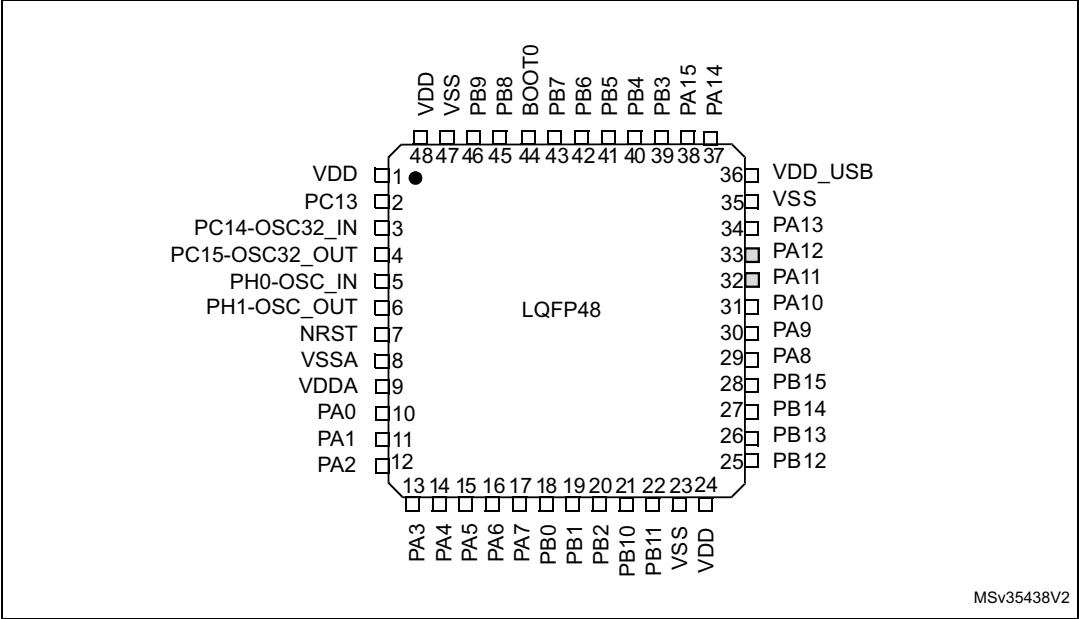 VDD
VSS
PB9
PB8
BOOT0
PB7
PB6
PB5
PB4
PB3
PA15
PA14
48 47 46 45 44 43 42 41 40 39 38 37
VDD 1 36 VDD_USB
PC13 2 35 VSS
PC14-OSC32_IN 3 34 PA13
PC15-OSC32_OUT 4 33 PA12
PH0-OSC_IN 5 32 PA11
PH1-OSC_OUT 6 LQFP48 31 PA10
NRST 7 30 PA9
VSSA 8 29 PA8
VDDA 9 28 PB15
PA0 10 27 PB14
PA1 11 26 PB13
PA2 12 25 PB12
13 14 15 16 17 18 19 20 21 22 23 24
PA3
PA4
PA5
PA6
PA7
PB0
PB1
PB2
PB10
PB11
VSS
VDD
MSv35438V2